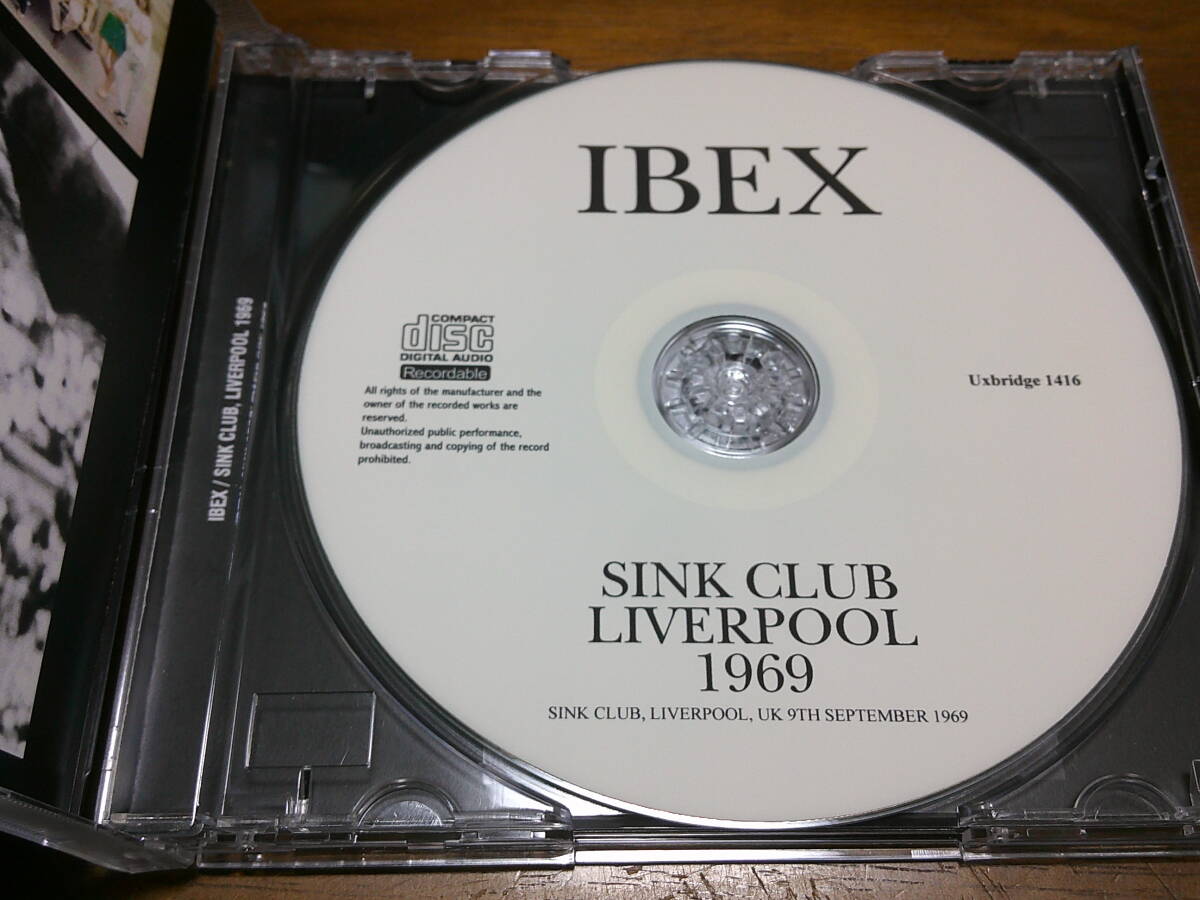 IBEX
COMPACT
disc
DIGITAL AUDIO
Recordable
All rights of the manufacturer and the
owner of the recorded works are
reserved.
Unauthorized public performance,
broadcasting and copying of the record
prohibited.
Uxbridge 1416
SINK CLUB
LIVERPOOL
1969
SINK CLUB, LIVERPOOL, UK 9TH SEPTEMBER 1969
IBEX / SINK CLUB, LIVERPOOL 1969